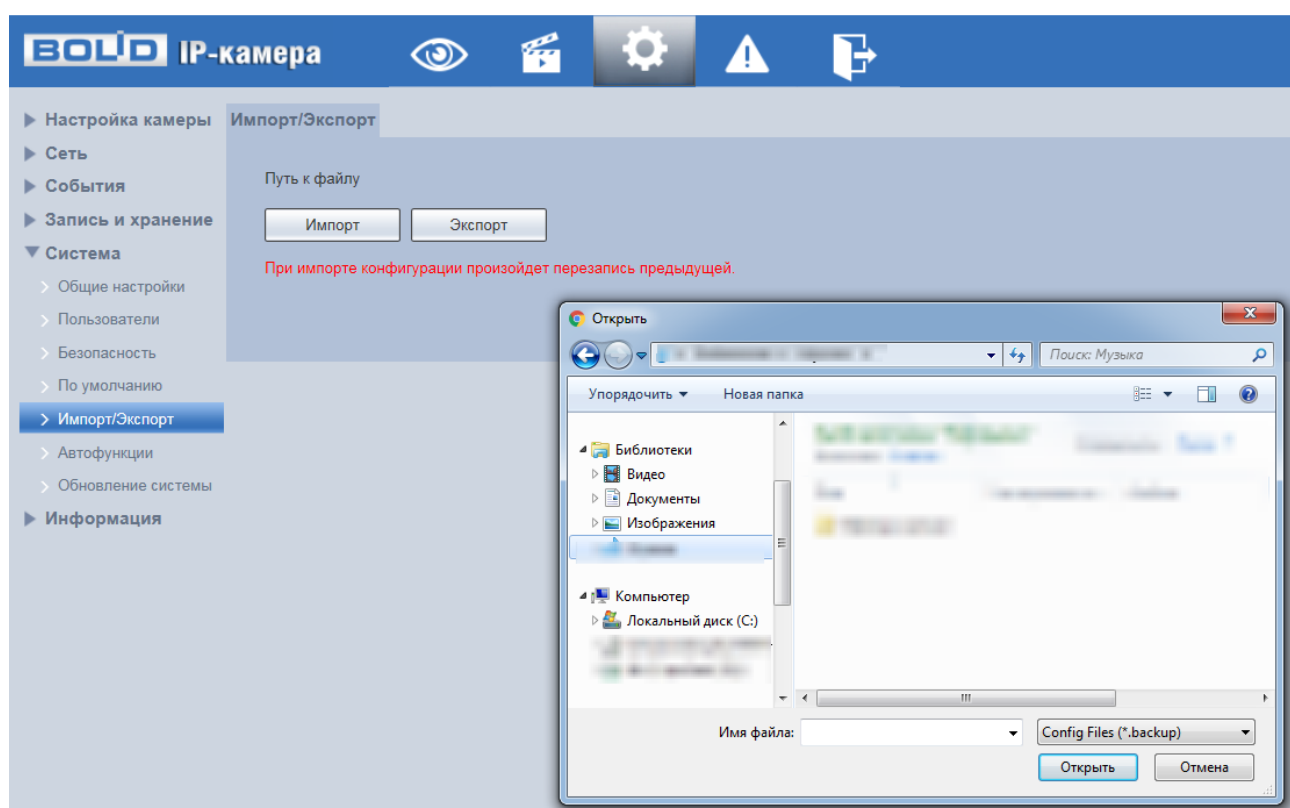 BOLID IP-камера
Настройка камеры
Сеть
События
Запись и хранение
Система
Общие настройки
Пользователи
Безопасность
По умолчанию
Импорт/Экспорт
Автофункции
Обновление системы
Информация
Импорт/Экспорт
Путь к файлу
Импорт Экспорт
При импорте конфигурации произойдет перезапись предыдущей.
Открыть
Поиск: Музыка
Упорядочить Новая папка
Библиотеки
Видео
Документы
Изображения
Компьютер
Локальный диск (C:)
Имя файла: Config Files (*.backup)
Открыть Отмена